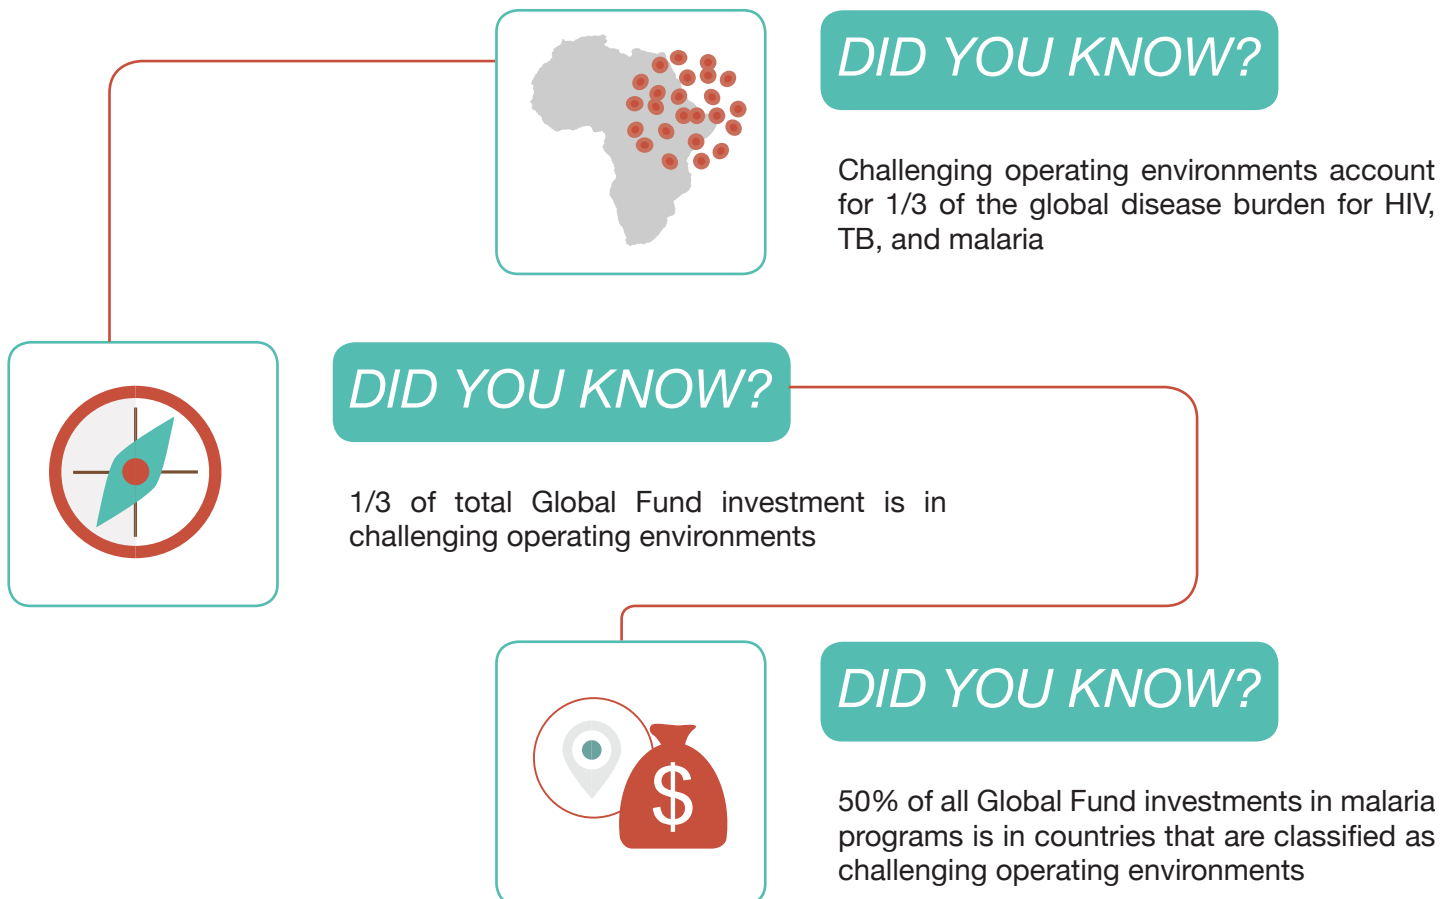 DID YOU KNOW?
Challenging operating environments account
for 1/3 of the global disease burden for HIV,
TB, and malaria
DID YOU KNOW?
1/3 of total Global Fund investment is in
challenging operating environments
$
DID YOU KNOW?
50% of all Global Fund investments in malaria
programs is in countries that are classified as
challenging operating environments